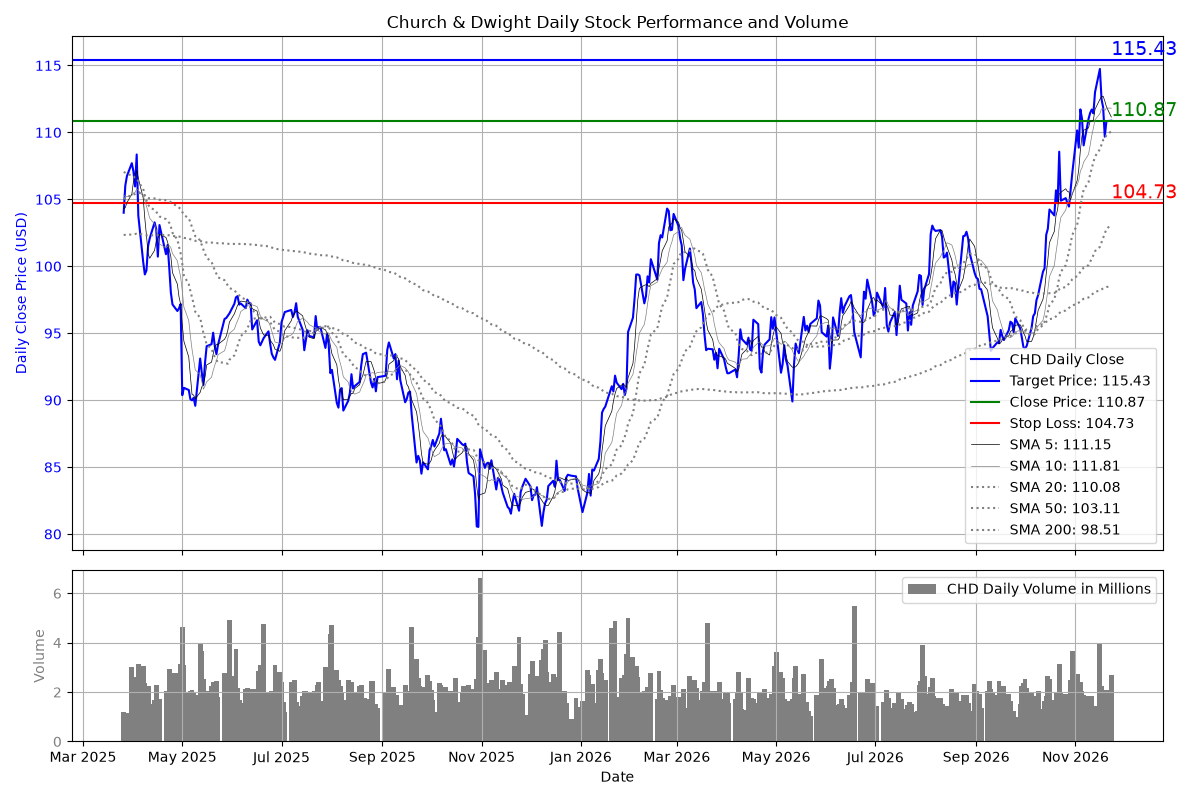 Church & Dwight Daily Stock Performance and Volume
115.43
110.87
104.73
115
110
105
100
95
90
85
80
Daily Close Price (USD)
CHD Daily Close
Target Price: 115.43
Close Price: 110.87
Stop Loss: 104.73
SMA 5: 111.15
SMA 10: 111.81
SMA 20: 110.08
SMA 50: 103.11
SMA 200: 98.51
CHD Daily Volume in Millions
6
4
2
0
Volume
Mar 2025 May 2025 Jul 2025 Sep 2025 Nov 2025 Jan 2026 Mar 2026 May 2026 Jul 2026 Sep 2026 Nov 2026
Date